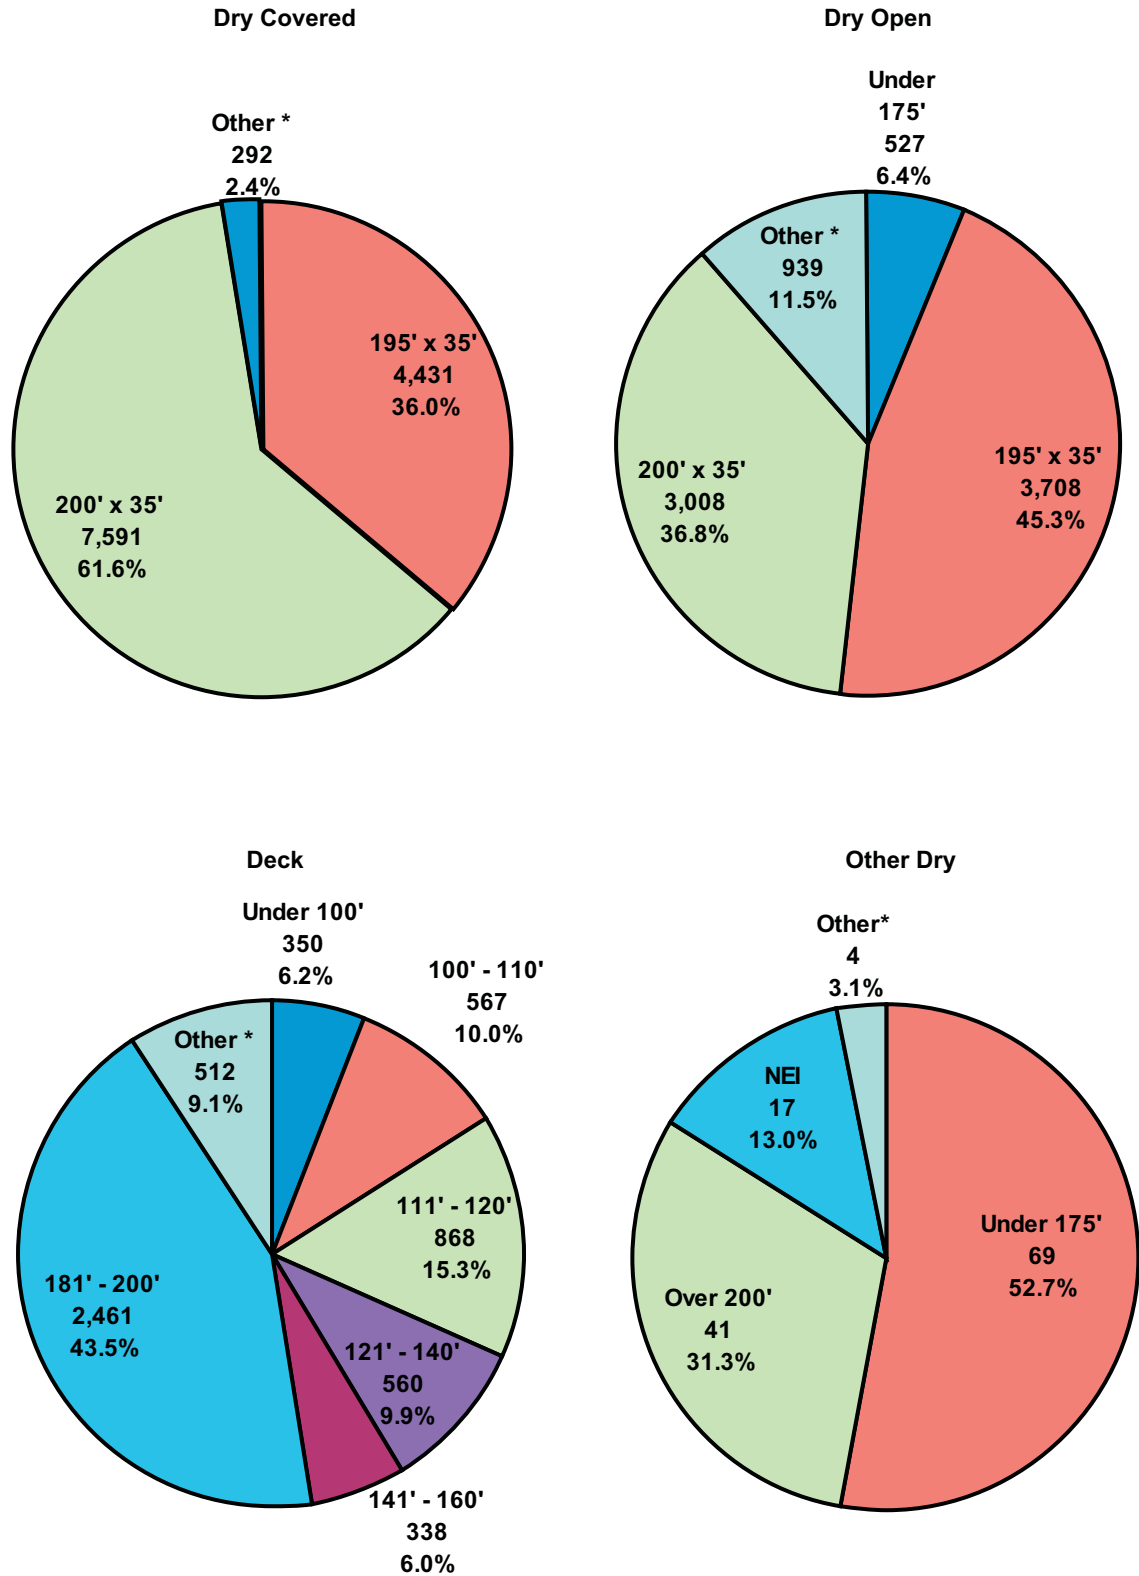 Dry Covered
Other *
292
2.4%
195' x 35'
4,431
36.0%
200' x 35'
7,591
61.6%
Dry Open
Under
175'
527
6.4%
Other *
939
11.5%
195' x 35'
3,708
45.3%
200' x 35'
3,008
36.8%
Deck
Under 100'
350
6.2%
100' - 110'
567
10.0%
Other *
512
9.1%
111' - 120'
868
15.3%
181' - 200'
2,461
43.5%
121' - 140'
560
9.9%
141' - 160'
338
6.0%
Other Dry
Other*
4
3.1%
NEI
17
13.0%
Under 175'
69
52.7%
Over 200'
41
31.3%